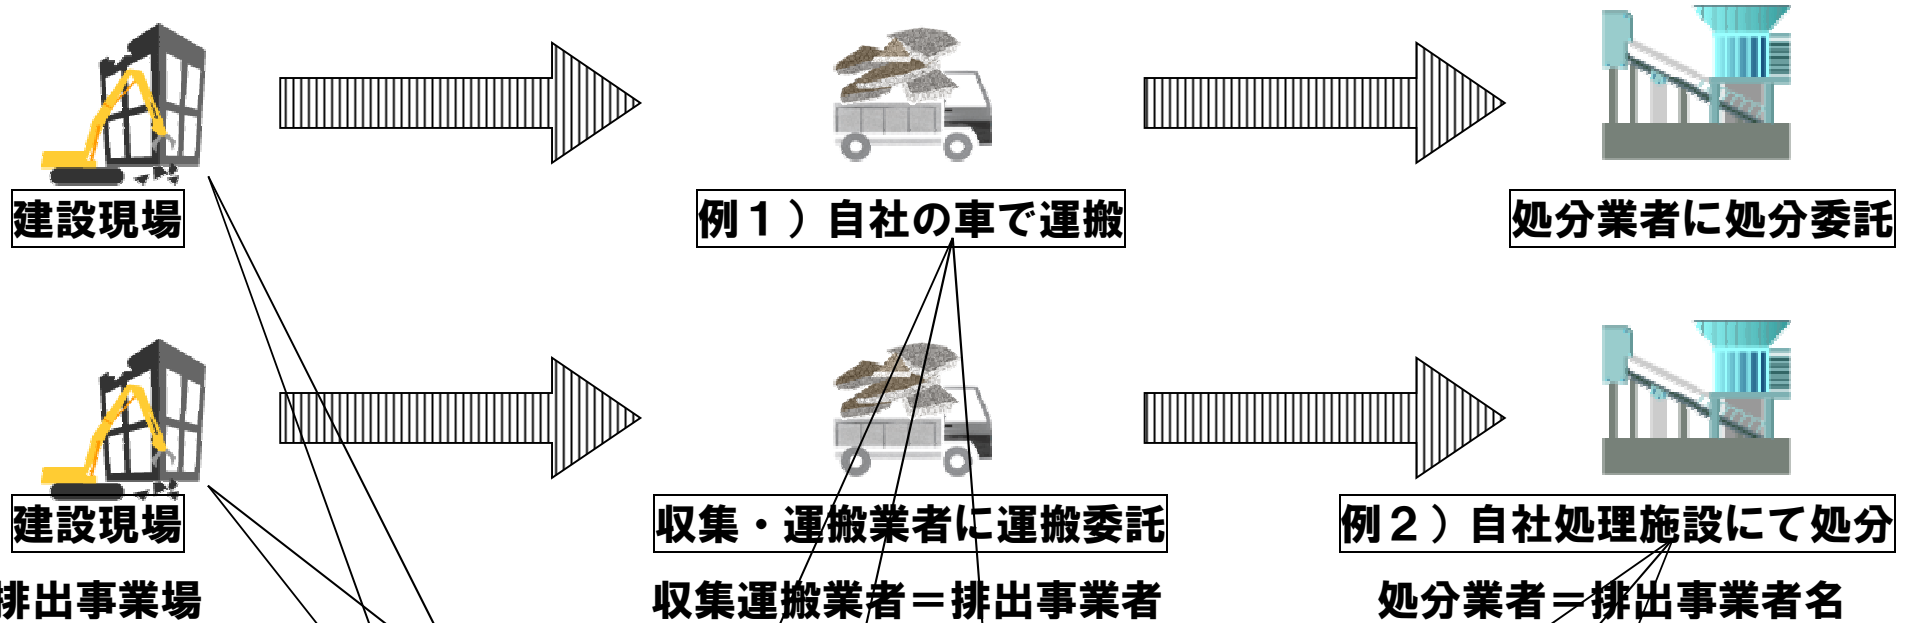 建設現場
例１）自社の車で運搬
処分業者に処分委託
建設現場
収集・運搬業者に運搬委託
例２）自社処理施設にて処分
排出事業場
収集運搬業者＝排出事業者
処分業者＝排出事業者名